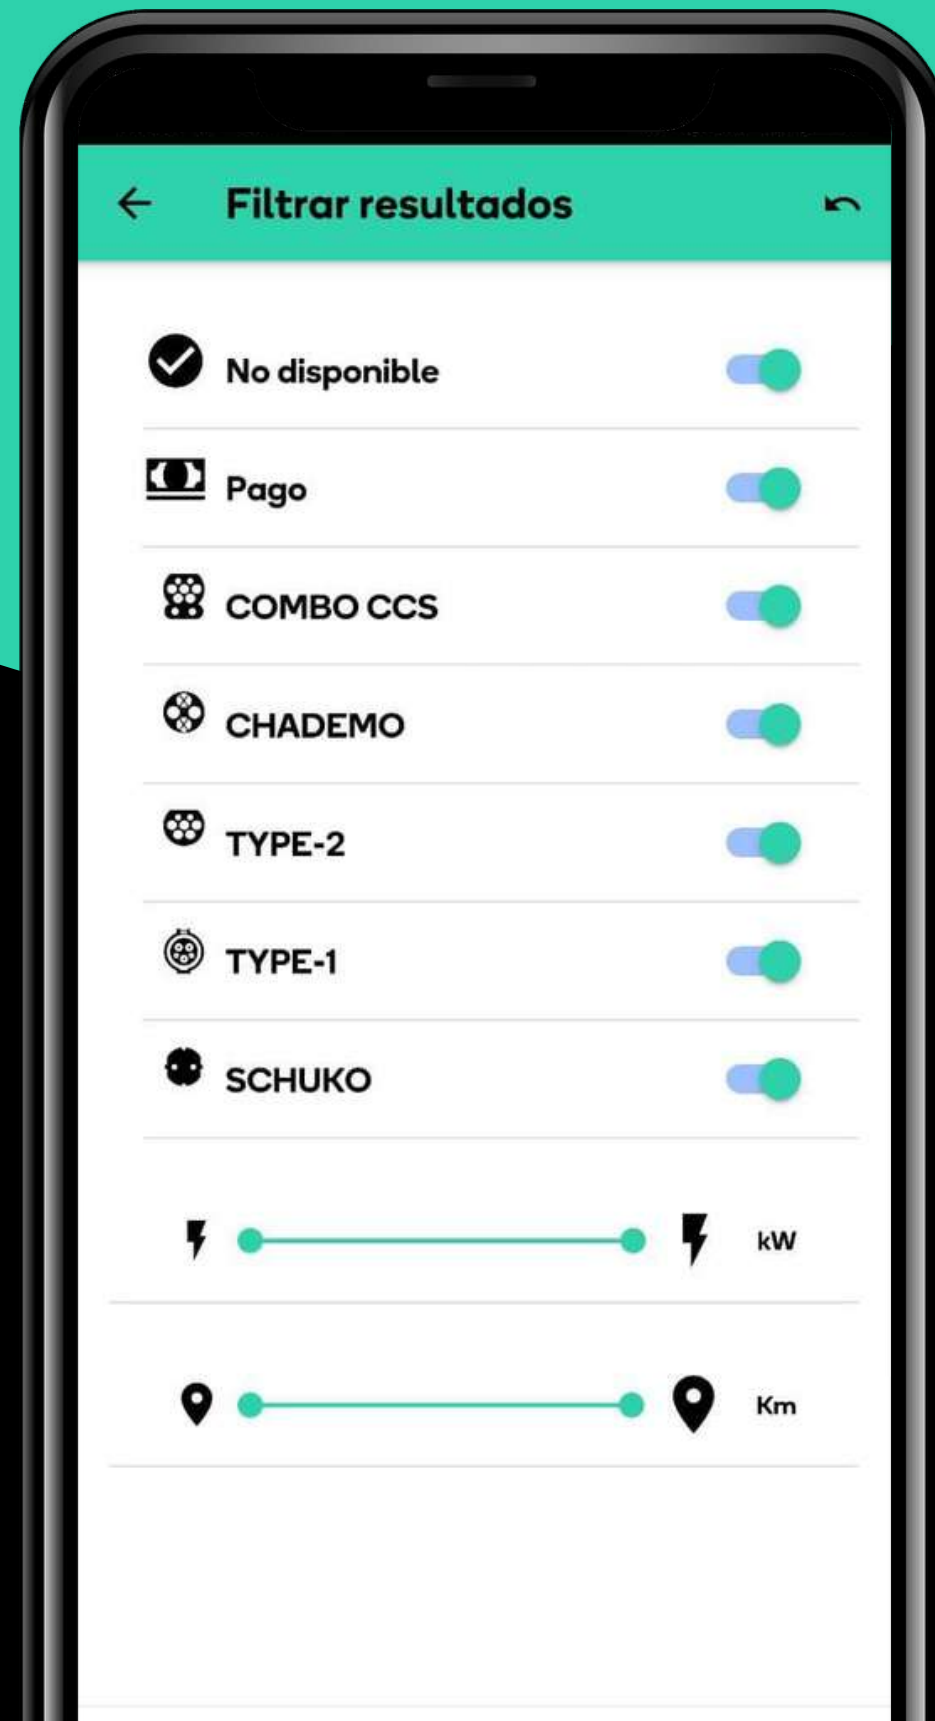 Filtrar resultados
No disponible
Pago
COMBO CCS
CHADEMO
TYPE-2
TYPE-1
SCHUKO
kW
Km